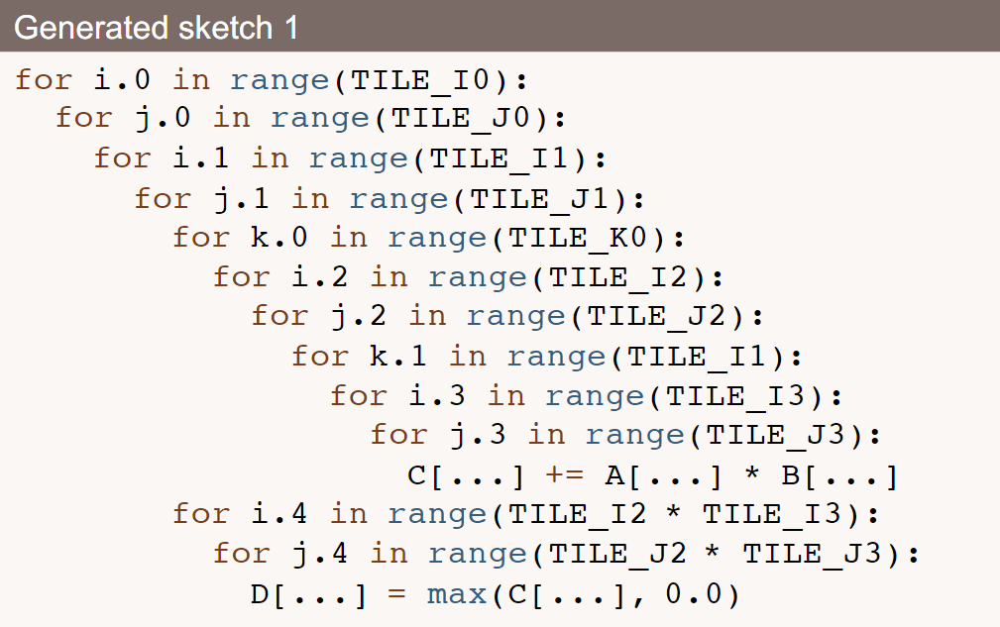 Generated sketch 1
for i.0 in range(TILE_I0):
for j.0 in range(TILE_J0):
for i.1 in range(TILE_I1):
for j.1 in range(TILE_J1):
for k.0 in range(TILE_K0):
for i.2 in range(TILE_I2):
for j.2 in range(TILE_J2):
for k.1 in range(TILE_I1):
for i.3 in range(TILE_I3):
for j.3 in range(TILE_J3):
C[...] += A[...] * B[...]
for i.4 in range(TILE_I2 * TILE_I3):
for j.4 in range(TILE_J2 * TILE_J3):
D[...] = max(C[...], 0.0)